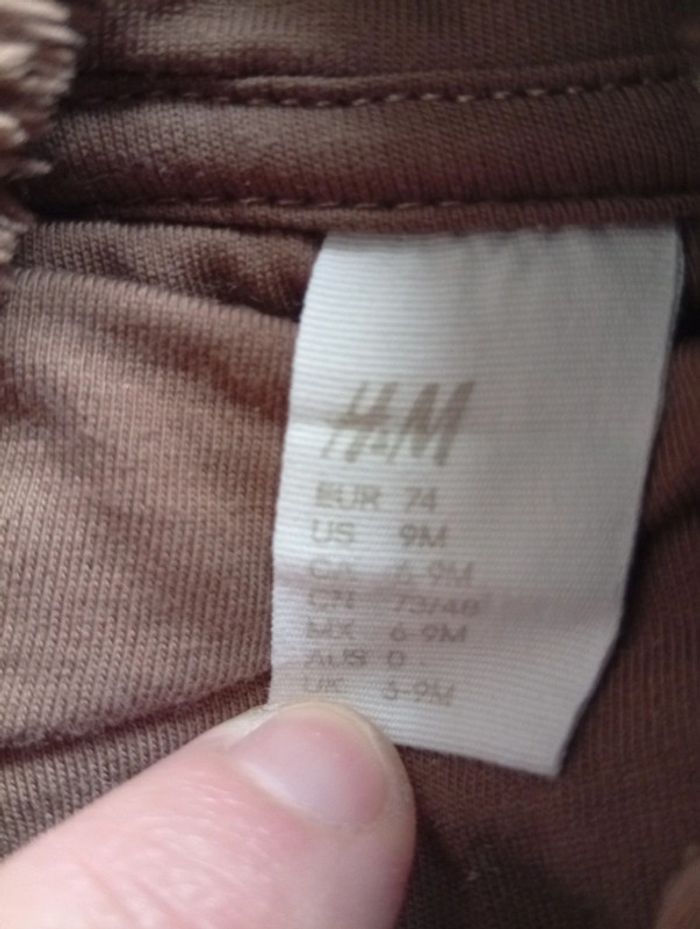 H&M
EUR 74
US 9M
CA 6-9M
CN 73/48
MX 6-9M
AUS 0
UK 6-9M